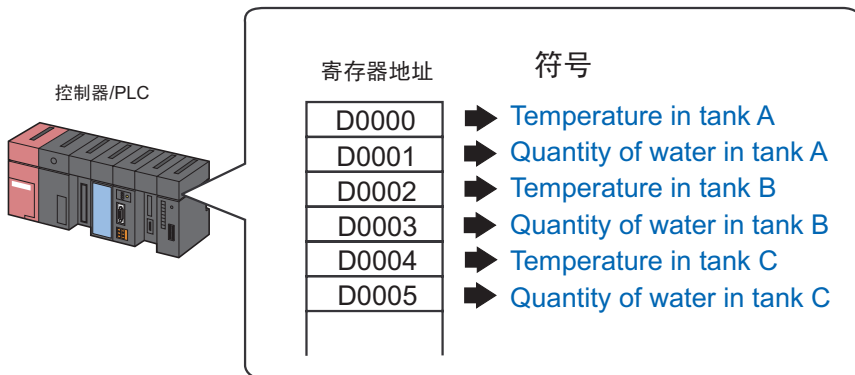 控制器/PLC
寄存器地址 符号
D0000 Temperature in tank A
D0001 Quantity of water in tank A
D0002 Temperature in tank B
D0003 Quantity of water in tank B
D0004 Temperature in tank C
D0005 Quantity of water in tank C